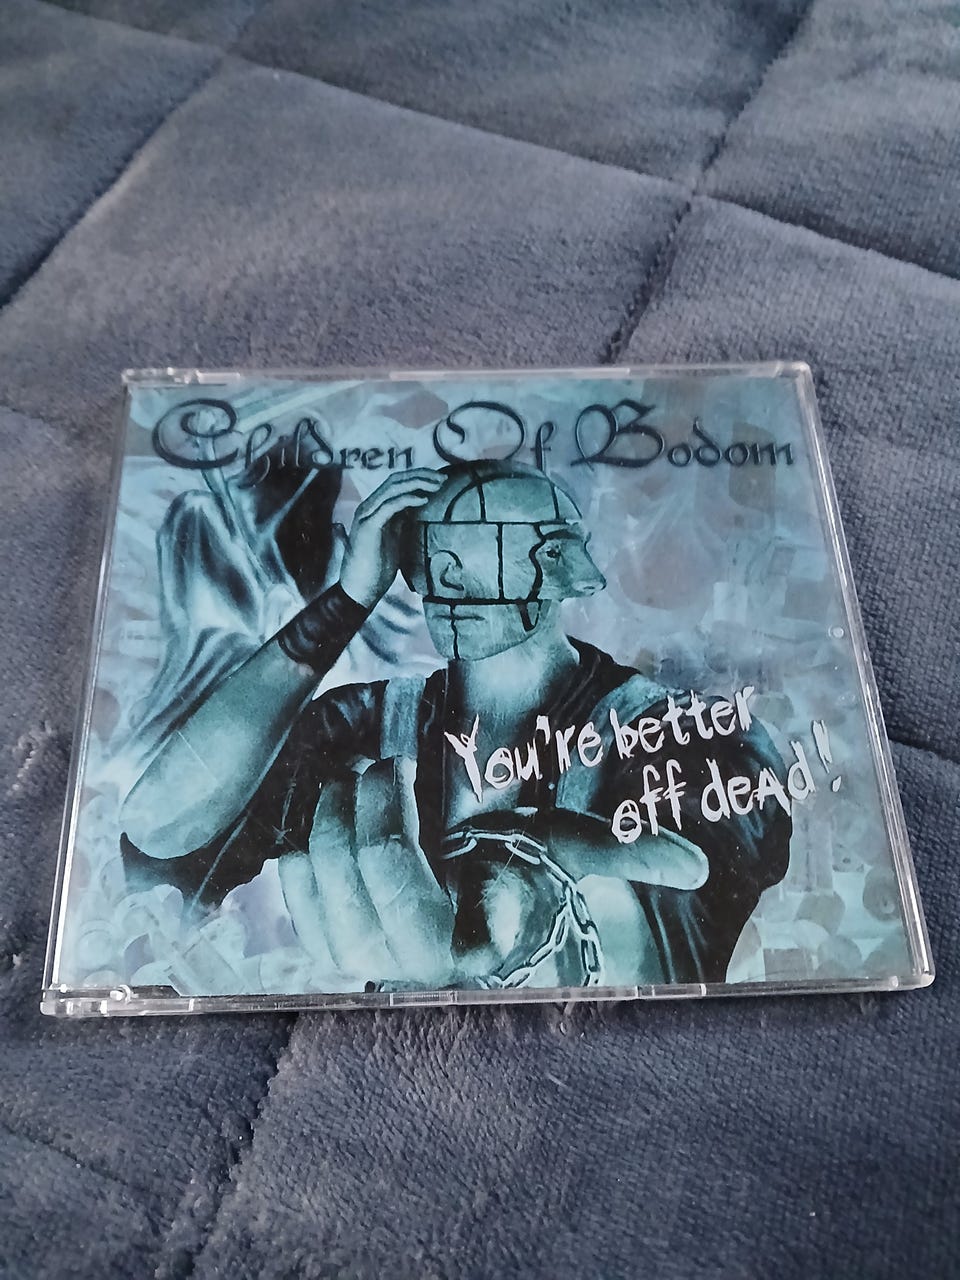 Children Of Bodom
You're better
off deAd!